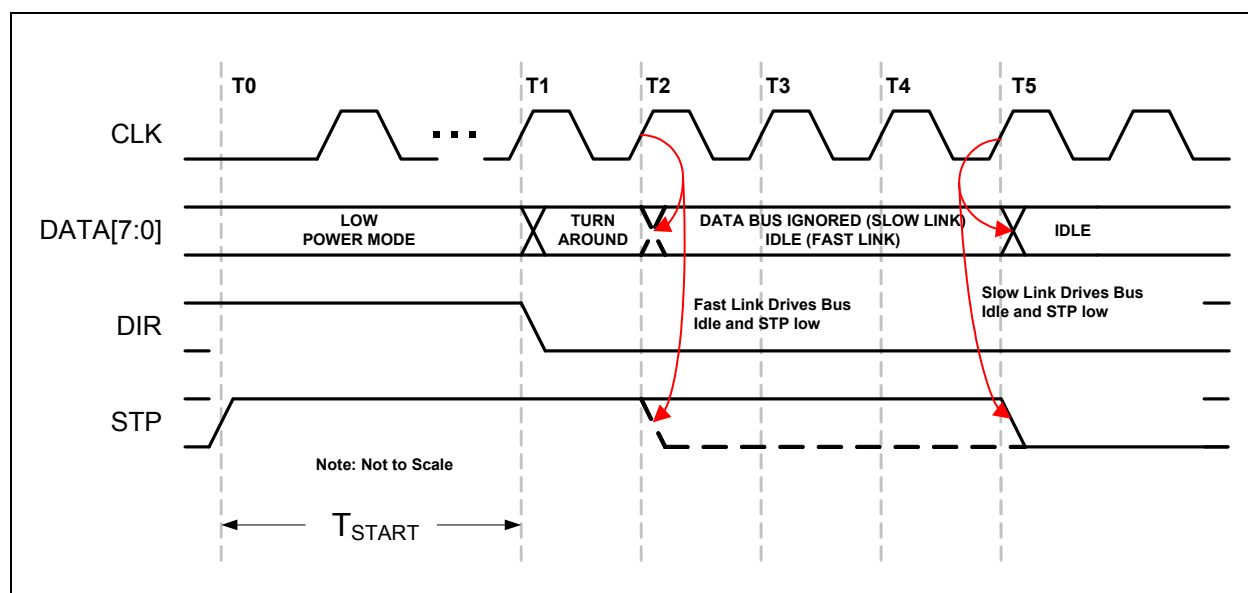 T0
T1
T2
T3
T4
T5
CLK
DATA[7:0]
LOW
POWER MODE
TURN
AROUND
DATA BUS IGNORED (SLOW LINK)
IDLE (FAST LINK)
IDLE
DIR
Fast Link Drives Bus
Idle and STP low
Slow Link Drives Bus
Idle and STP low
STP
Note: Not to Scale
TSTART